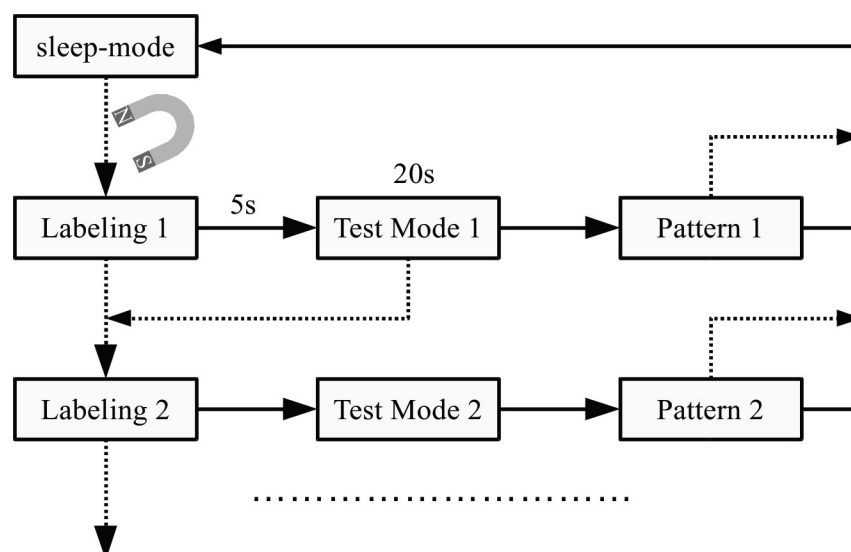 sleep-mode
N
S
20s
5s
Labeling 1
Test Mode 1
Pattern 1
Labeling 2
Test Mode 2
Pattern 2